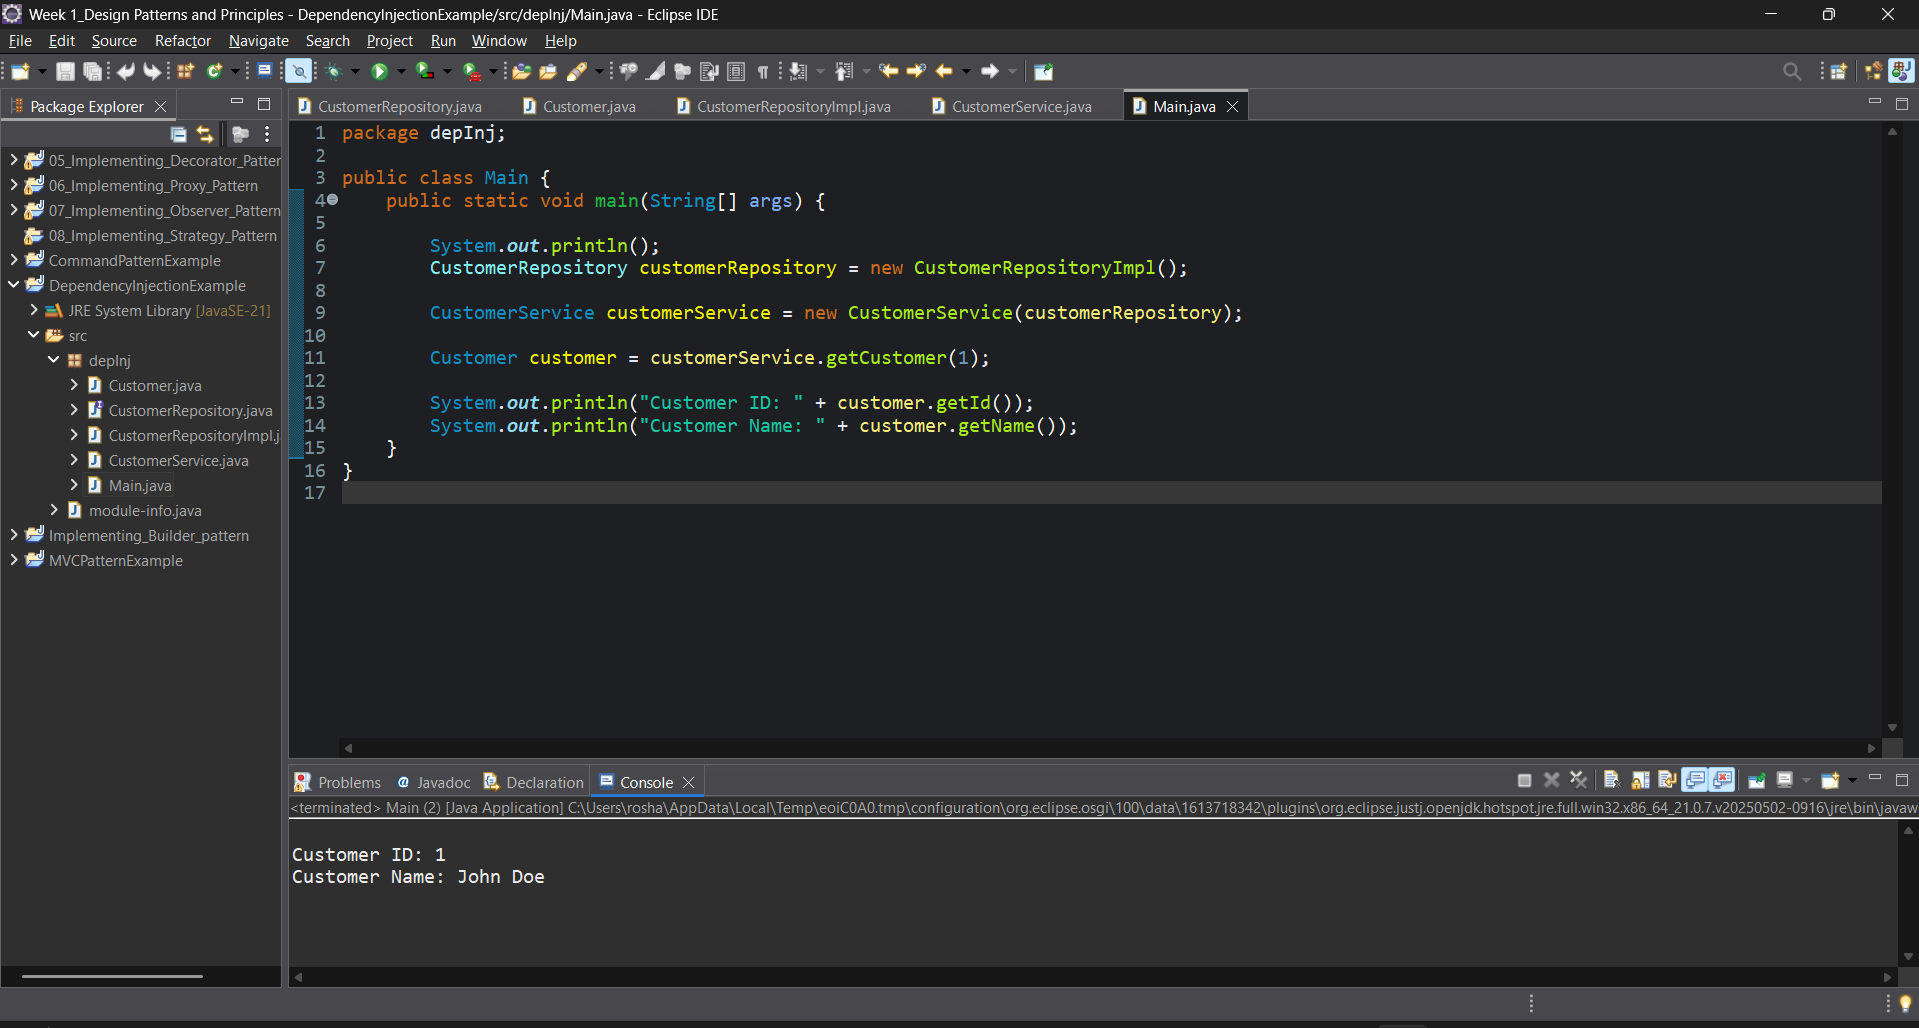 Week 1_Design Patterns and Principles - DependencyInjectionExample/src/depInj/Main.java - Eclipse IDE
File Edit Source Refactor Navigate Search Project Run Window Help
Package Explorer
05_Implementing_Decorator_Patter
06_Implementing_Proxy_Pattern
07_Implementing_Observer_Pattern
08_Implementing_Strategy_Pattern
CommandPatternExample
DependencyInjectionExample
JRE System Library [JavaSE-21]
src
depInj
Customer.java
CustomerRepository.java
CustomerRepositoryImpl.j
CustomerService.java
Main.java
module-info.java
Implementing_Builder_pattern
MVCPatternExample
CustomerRepository.java Customer.java CustomerRepositoryImpl.java CustomerService.java Main.java
1 package depInj;
2
3 public class Main {
4 public static void main(String[] args) {
5
6 System.out.println();
7 CustomerRepository customerRepository = new CustomerRepositoryImpl();
8
9 CustomerService customerService = new CustomerService(customerRepository);
10
11 Customer customer = customerService.getCustomer(1);
12
13 System.out.println("Customer ID: " + customer.getId());
14 System.out.println("Customer Name: " + customer.getName());
15 }
16 }
17
Problems @ Javadoc Declaration Console
<terminated> Main (2) [Java Application] C:\Users\rosha\AppData\Local\Temp\eoiC0A0.tmp\configuration\org.eclipse.osgi\100\data\1613718342\plugins\org.eclipse.justj.openjdk.hotspot.jre.full.win32.x86_64_21.0.7.v20250502-0916\jre\bin\javaw
Customer ID: 1
Customer Name: John Doe